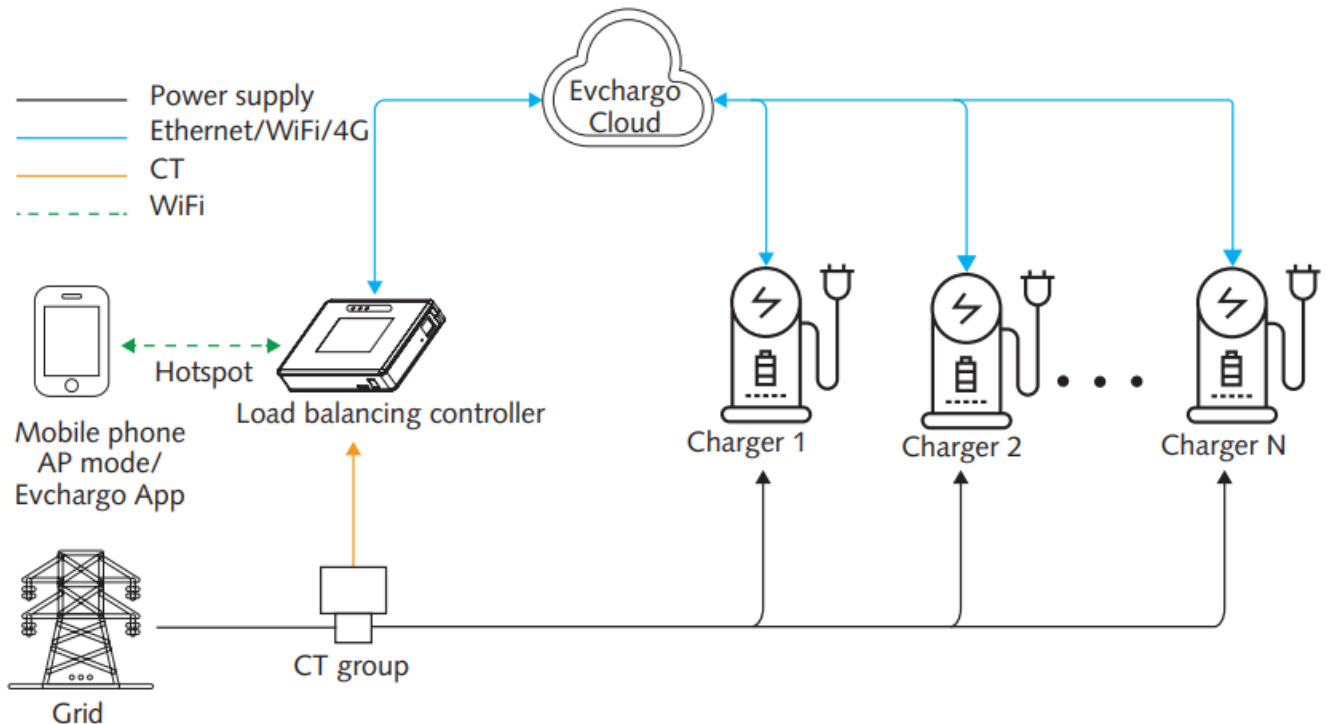 Power supply
Ethernet/WiFi/4G
CT
WiFi
Evchargo
Cloud
Hotspot
Load balancing controller
Mobile phone
AP mode/
Evchargo App
Charger 1
Charger 2
Charger N
CT group
Grid